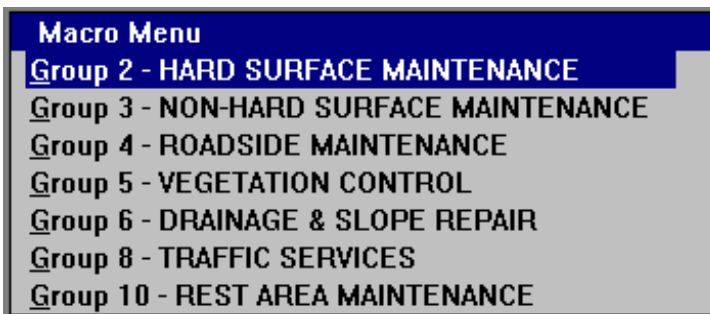 Macro Menu
Group 2 - HARD SURFACE MAINTENANCE
Group 3 - NON-HARD SURFACE MAINTENANCE
Group 4 - ROADSIDE MAINTENANCE
Group 5 - VEGETATION CONTROL
Group 6 - DRAINAGE & SLOPE REPAIR
Group 8 - TRAFFIC SERVICES
Group 10 - REST AREA MAINTENANCE